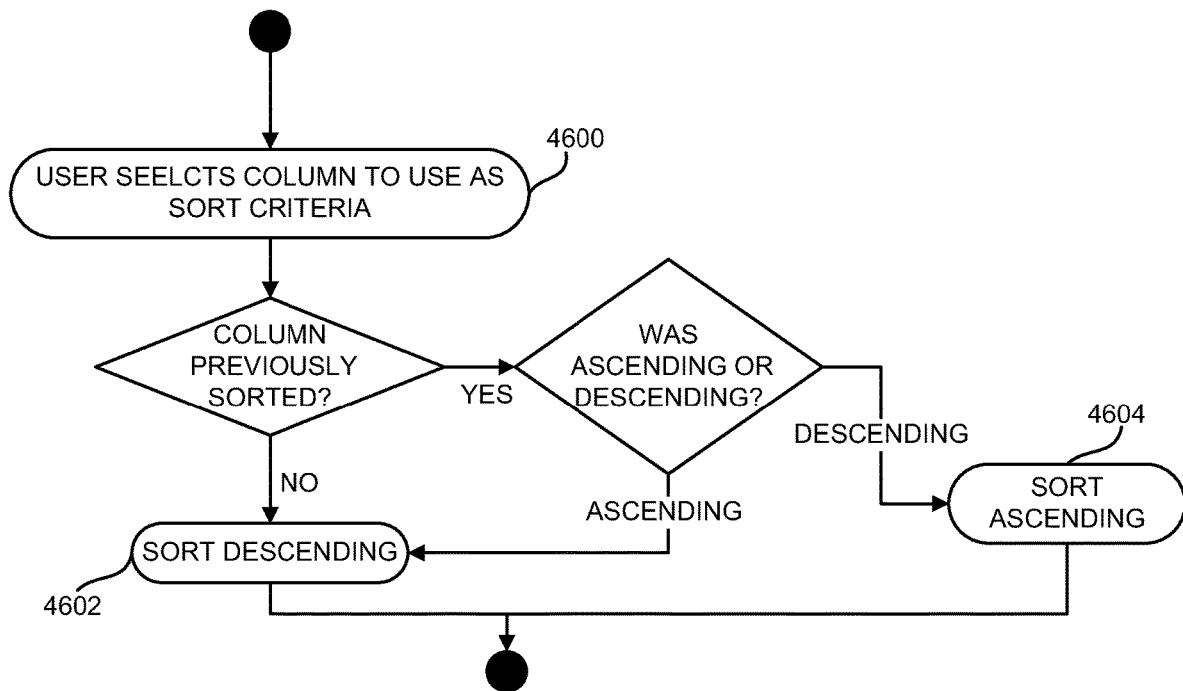 4600
USER SEELCTS COLUMN TO USE AS
SORT CRITERIA
COLUMN
PREVIOUSLY
SORTED?
YES
WAS
ASCENDING OR
DESCENDING?
DESCENDING
4604
SORT
ASCENDING
NO
ASCENDING
SORT DESCENDING
4602